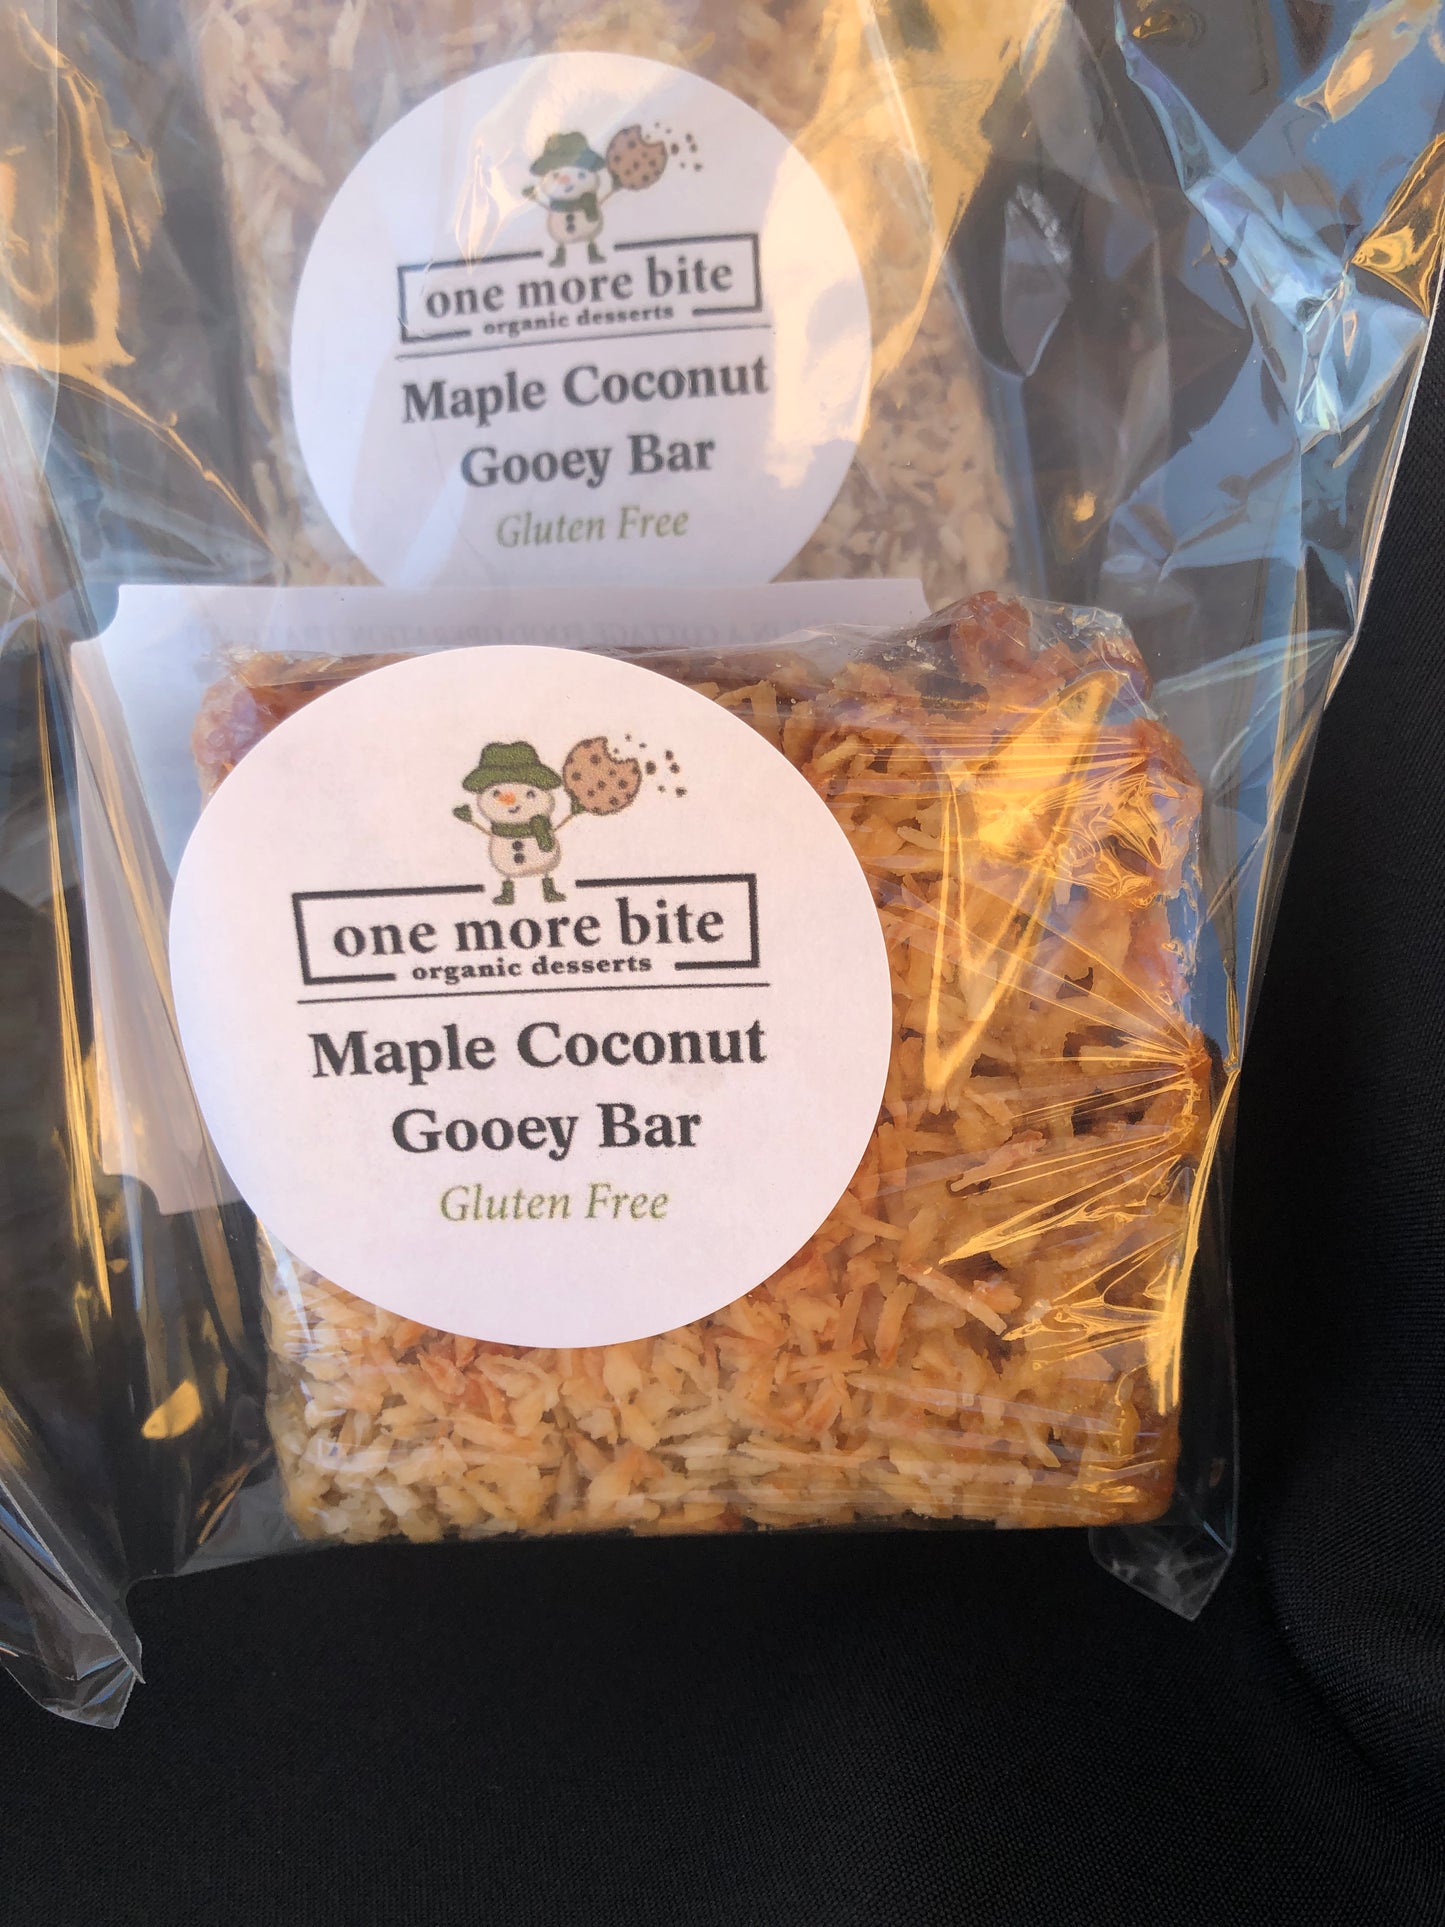 one more bite
organic desserts
Maple Coconut
Gooey Bar
Gluten Free
one more bite
organic desserts
Maple Coconut
Gooey Bar
Gluten Free